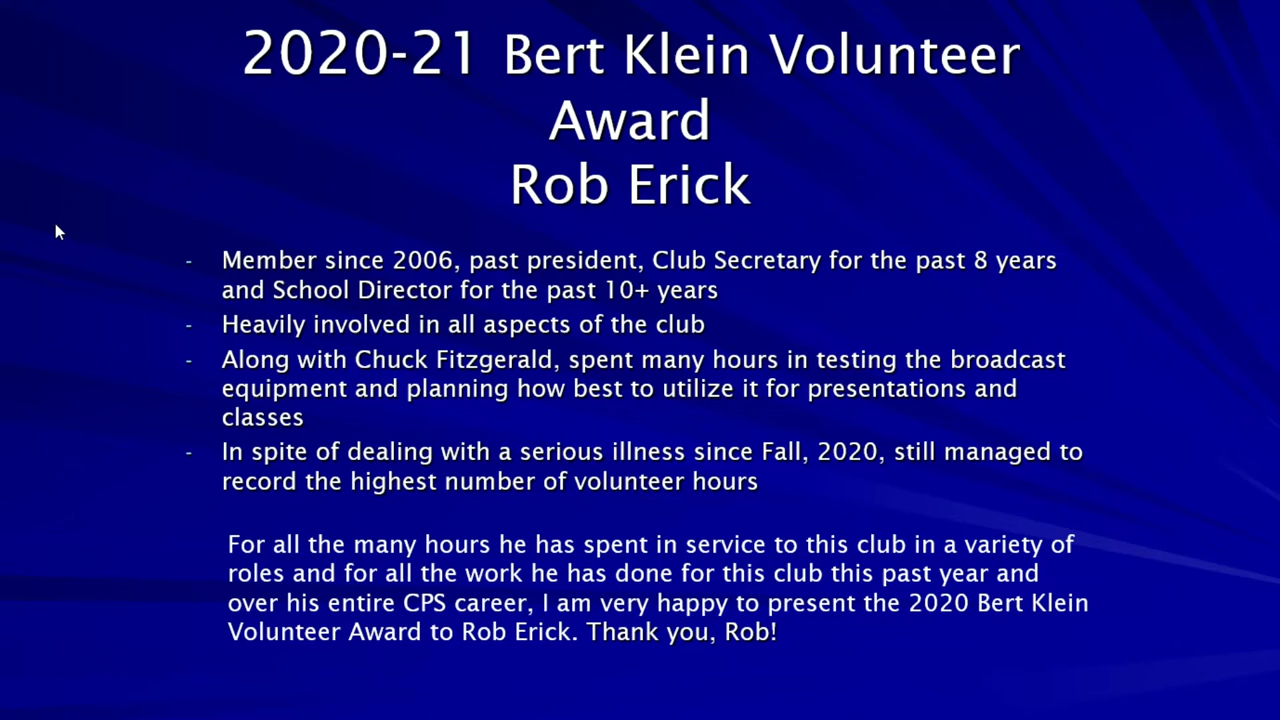 2020-21 Bert Klein Volunteer
Award
Rob Erick
- Member since 2006, past president, Club Secretary for the past 8 years
and School Director for the past 10+ years
- Heavily involved in all aspects of the club
- Along with Chuck Fitzgerald, spent many hours in testing the broadcast
equipment and planning how best to utilize it for presentations and
classes
- In spite of dealing with a serious illness since Fall, 2020, still managed to
record the highest number of volunteer hours
For all the many hours he has spent in service to this club in a variety of
roles and for all the work he has done for this club this past year and
over his entire CPS career, I am very happy to present the 2020 Bert Klein
Volunteer Award to Rob Erick. Thank you, Rob!